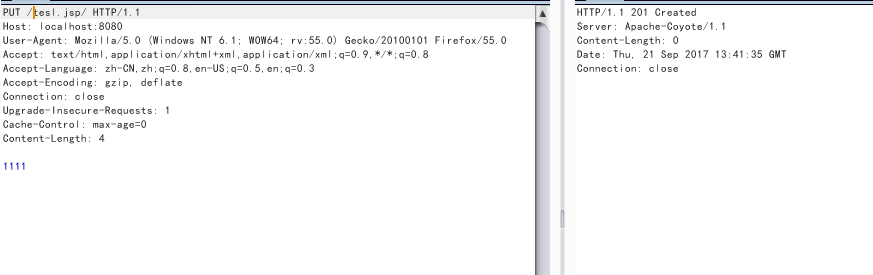 PUT /tesl.jsp/ HTTP/1.1
Host: localhost:8080
User-Agent: Mozilla/5.0 (Windows NT 6.1; WOW64; rv:55.0) Gecko/20100101 Firefox/55.0
Accept: text/html,application/xhtml+xml,application/xml;q=0.9,*/*;q=0.8
Accept-Language: zh-CN,zh;q=0.8,en-US;q=0.5,en;q=0.3
Accept-Encoding: gzip, deflate
Connection: close
Upgrade-Insecure-Requests: 1
Cache-Control: max-age=0
Content-Length: 4
1111
HTTP/1.1 201 Created
Server: Apache-Coyote/1.1
Content-Length: 0
Date: Thu, 21 Sep 2017 13:41:35 GMT
Connection: close